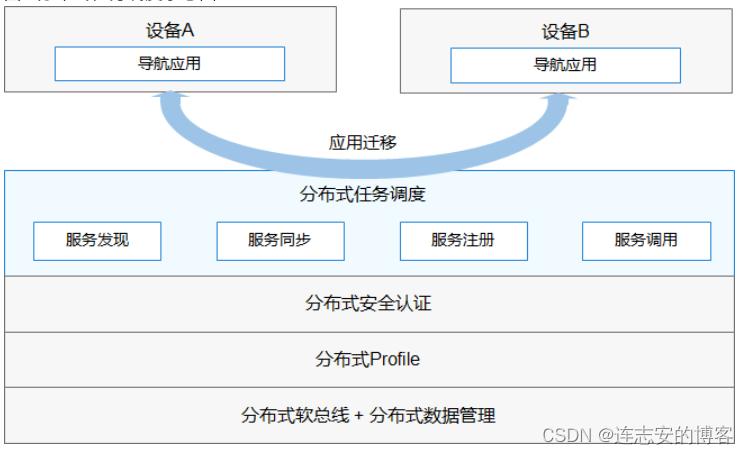 设备A
设备B
导航应用
导航应用
应用迁移
分布式任务调度
服务发现
服务同步
服务注册
服务调用
分布式安全认证
分布式Profile
分布式软总线 + 分布式数据管理
CSDN @连志安的博客